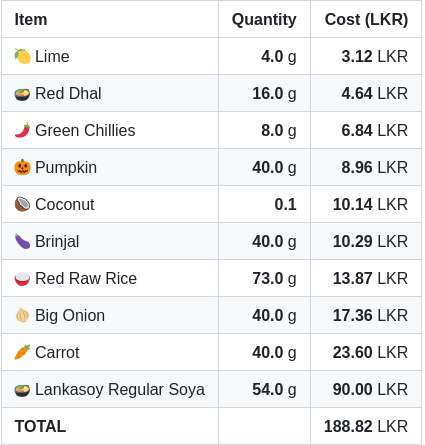 Item Quantity Cost (LKR)
Lime 4.0 g 3.12 LKR
Red Dhal 16.0 g 4.64 LKR
Green Chillies 8.0 g 6.84 LKR
Pumpkin 40.0 g 8.96 LKR
Coconut 0.1 10.14 LKR
Brinjal 40.0 g 10.29 LKR
Red Raw Rice 73.0 g 13.87 LKR
Big Onion 40.0 g 17.36 LKR
Carrot 40.0 g 23.60 LKR
Lankasoy Regular Soya 54.0 g 90.00 LKR
TOTAL 188.82 LKR